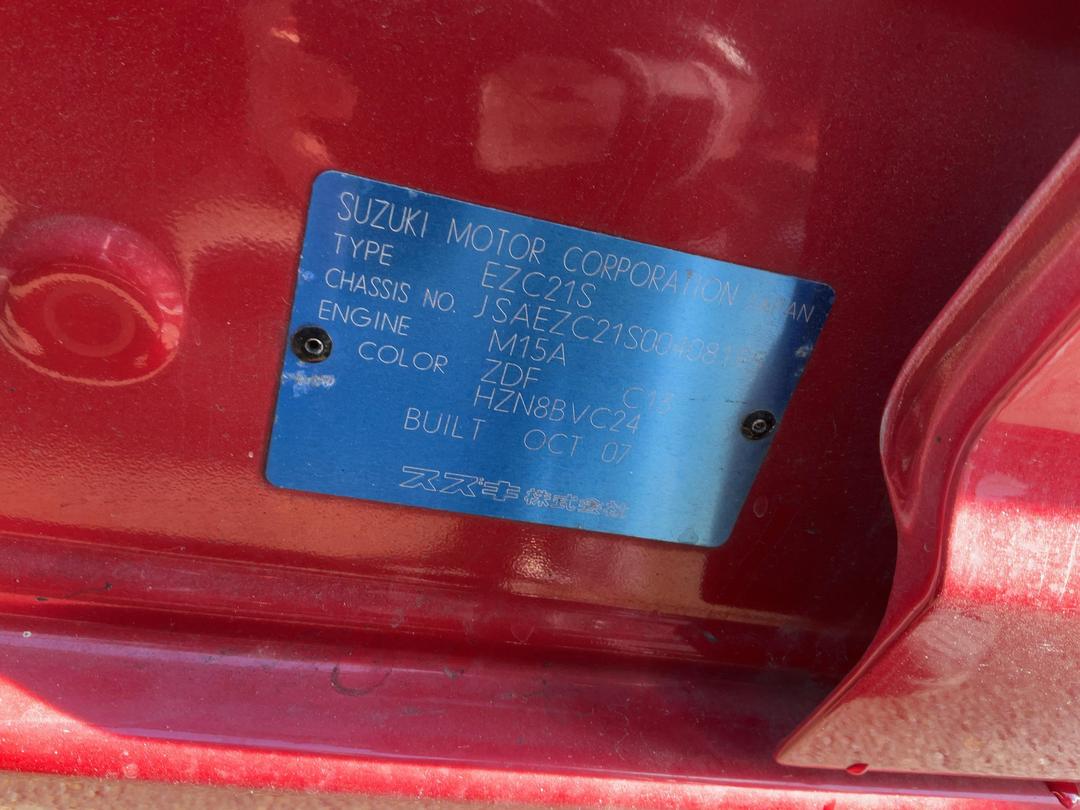 SUZUKI MOTOR CORPORATION JAPAN
TYPE EZC21S
CHASSIS NO.
ENGINE M15A
COLOR ZDF C13
HZN8BVC24
BUILT OCT 07
スズキ株式会社